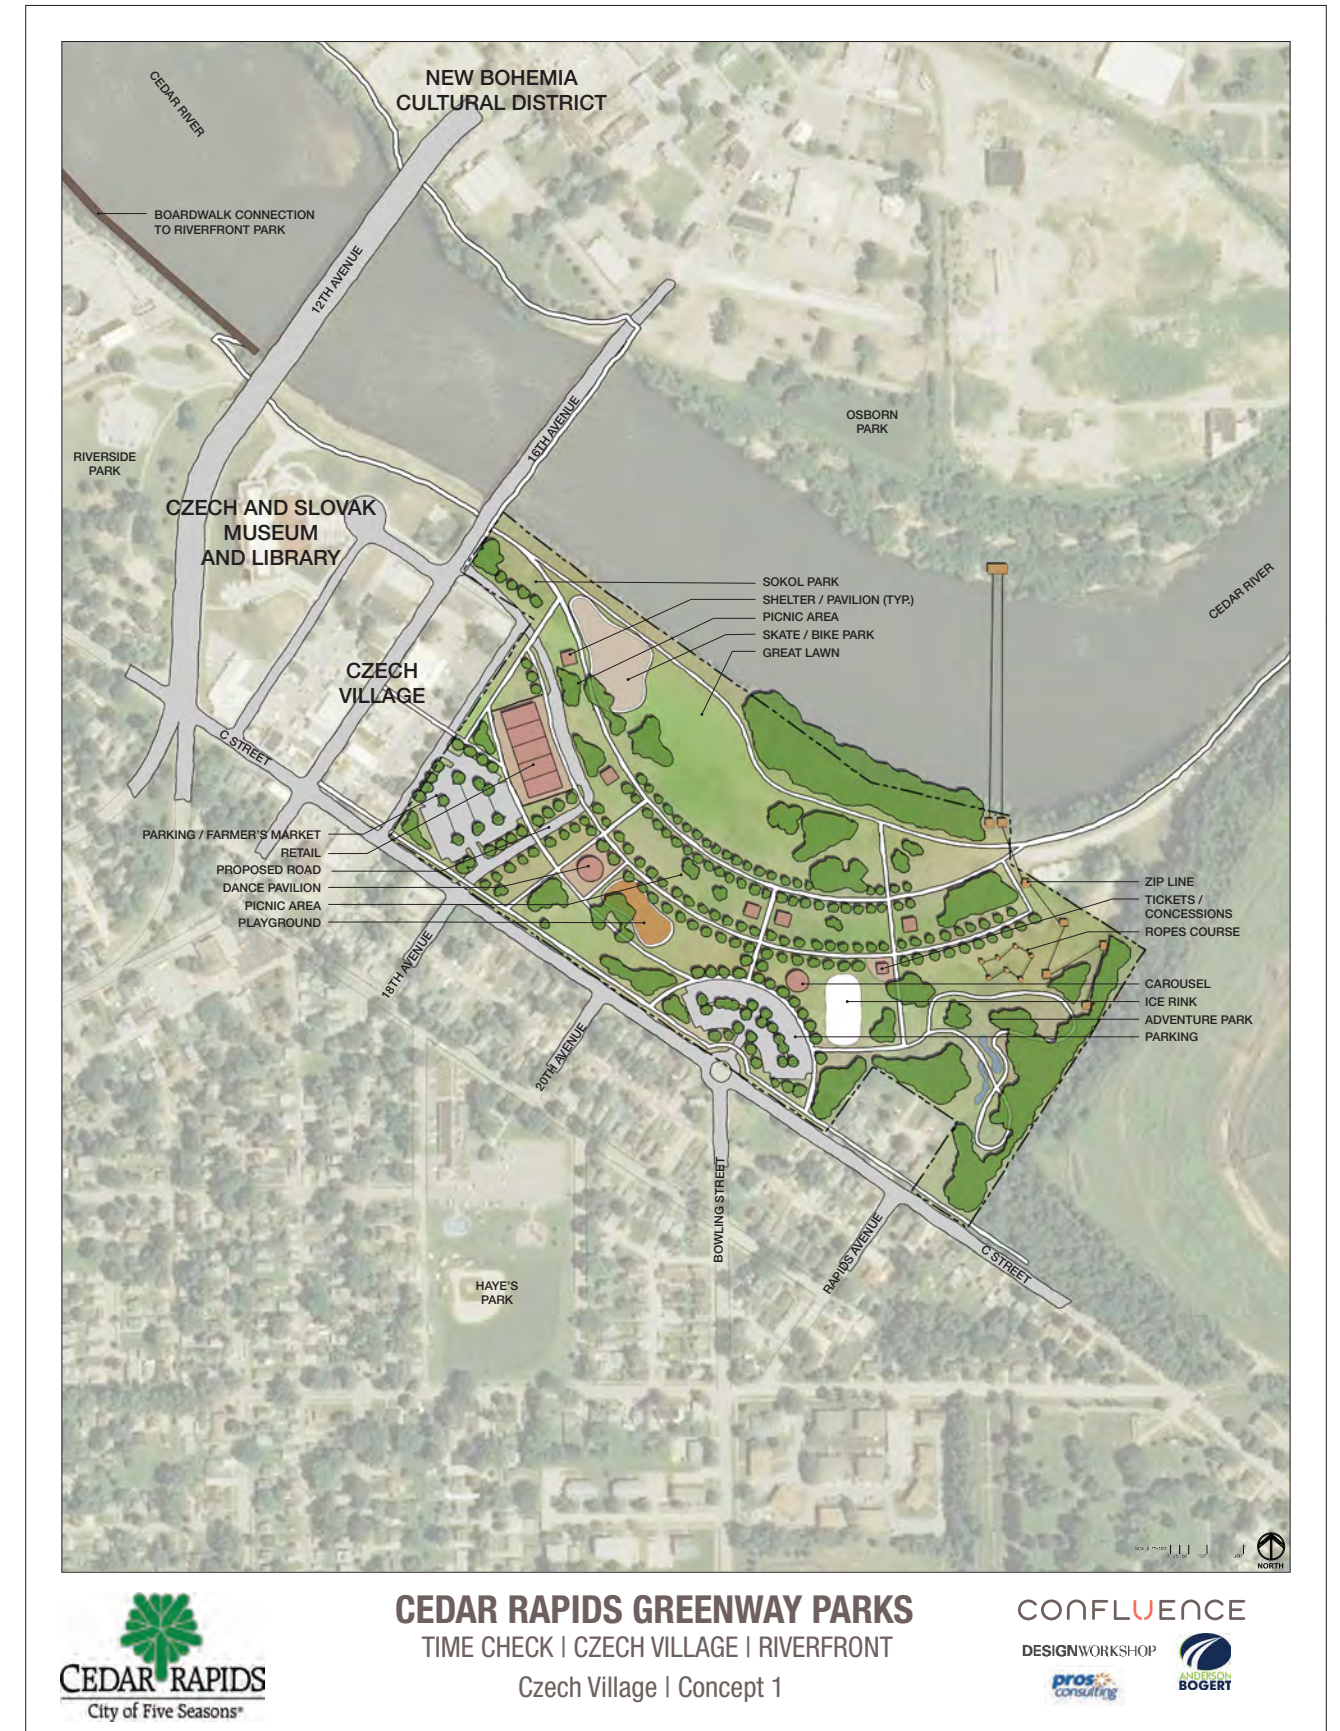 NEW BOHEMIA
CULTURAL DISTRICT
CEDAR RIVER
BOARDWALK CONNECTION
TO RIVERFRONT PARK
12TH AVENUE
16TH AVENUE
OSBORN
PARK
RIVERSIDE
PARK
CZECH AND SLOVAK
MUSEUM
AND LIBRARY
CEDAR RIVER
SOKOL PARK
SHELTER / PAVILION (TYP.)
PICNIC AREA
SKATE / BIKE PARK
GREAT LAWN
CZECH
VILLAGE
C STREET
PARKING / FARMER'S MARKET
RETAIL
PROPOSED ROAD
DANCE PAVILION
PICNIC AREA
PLAYGROUND
ZIP LINE
TICKETS /
CONCESSIONS
ROPES COURSE
CAROUSEL
ICE RINK
ADVENTURE PARK
PARKING
18TH AVENUE
20TH AVENUE
BOWLING STREET
RAPIDS AVENUE
C STREET
HAYE'S
PARK
NORTH
CEDAR RAPIDS
City of Five Seasons
CEDAR RAPIDS GREENWAY PARKS
TIME CHECK | CZECH VILLAGE | RIVERFRONT
Czech Village | Concept 1
CONFLUENCE
DESIGNWORKSHOP
pros
consulting
ANDERSON
BOGERT